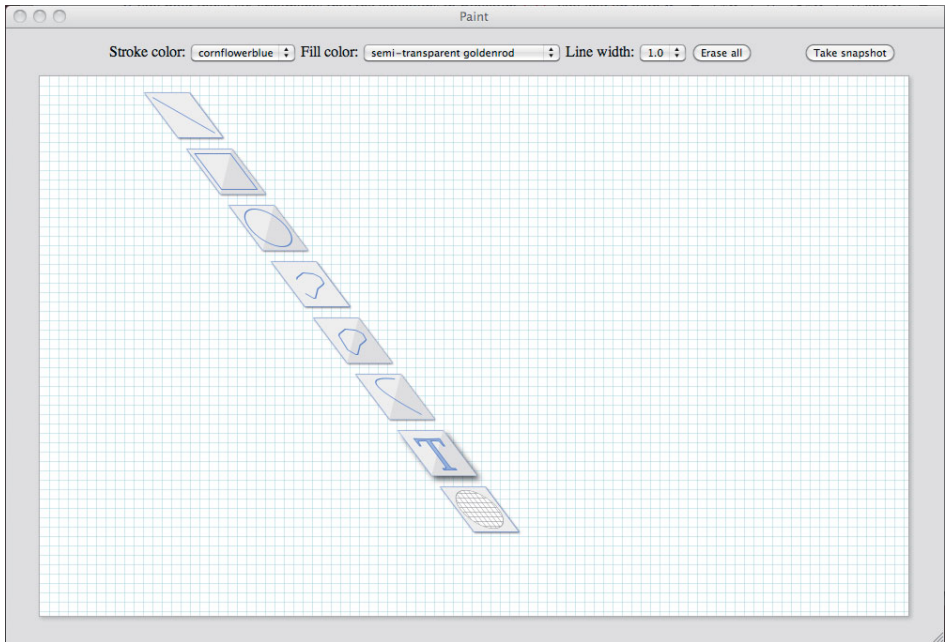 Paint
Stroke color: cornflowerblue Fill color: semi-transparent goldenrod Line width: 1.0 Erase all Take snapshot
T